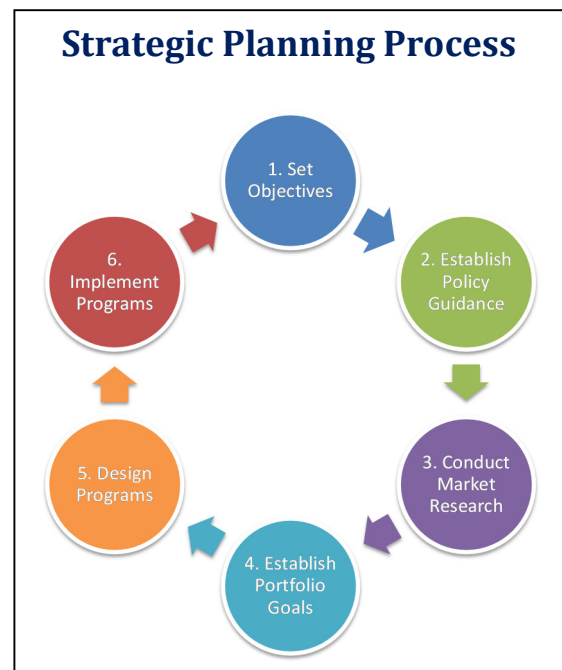 Strategic Planning Process
1. Set
Objectives
2. Establish
Policy
Guidance
3. Conduct
Market
Research
4. Establish
Portfolio
Goals
5. Design
Programs
6.
Implement
Programs